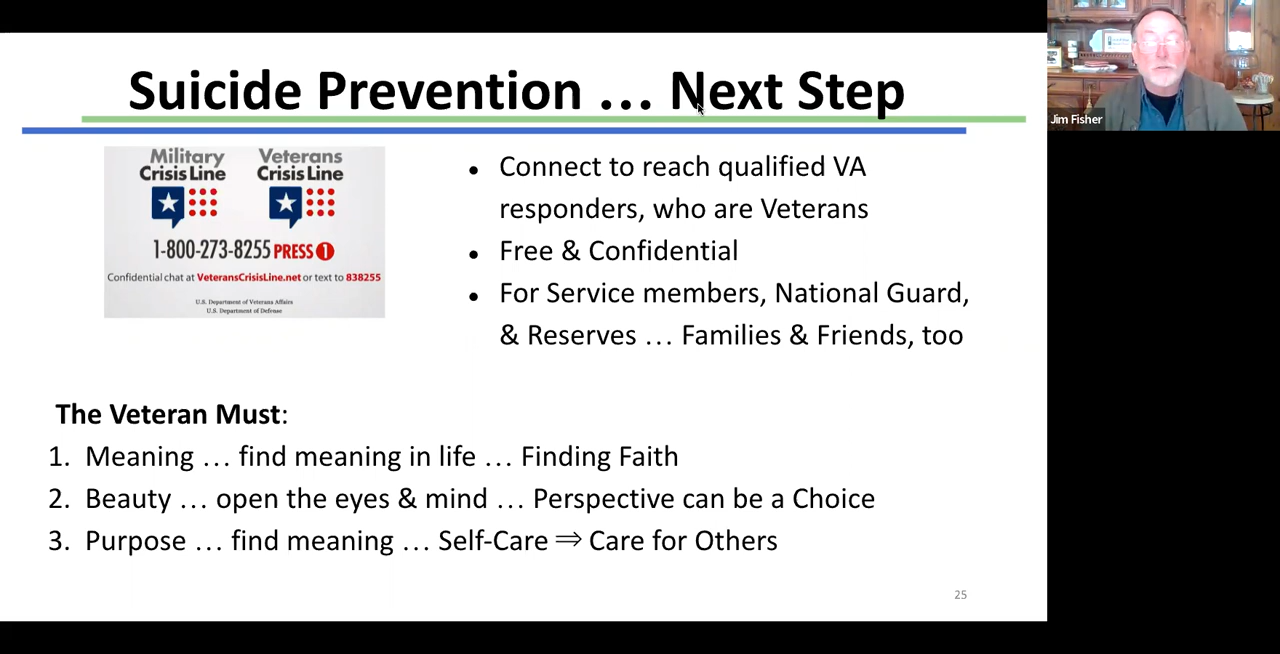 Suicide Prevention … Next Step
Military
Crisis Line
Veterans
Crisis Line
1-800-273-8255 PRESS 1
Confidential chat at VeteransCrisisLine.net or text to 838255
U.S. Department of Veterans Affairs
U.S. Department of Defense
• Connect to reach qualified VA
responders, who are Veterans
• Free & Confidential
• For Service members, National Guard,
& Reserves … Families & Friends, too
The Veteran Must:
1. Meaning … find meaning in life … Finding Faith
2. Beauty … open the eyes & mind … Perspective can be a Choice
3. Purpose … find meaning … Self-Care ⇒ Care for Others
25
Jim Fisher